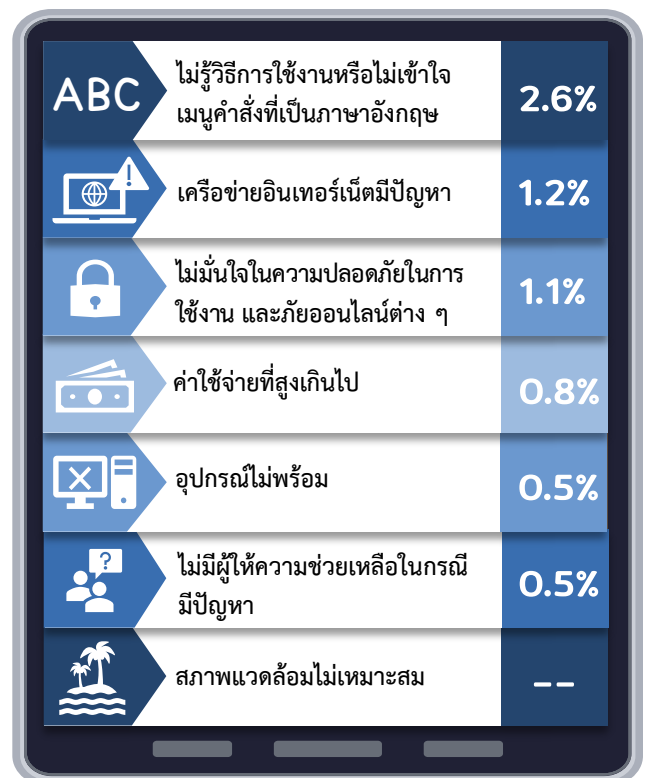 ABC
ไม่รู้วิธีการใช้งานหรือไม่เข้าใจ
เมนูคำสั่งที่เป็นภาษาอังกฤษ
2.6%
เครือข่ายอินเทอร์เน็ตมีปัญหา
1.2%
ไม่มั่นใจในความปลอดภัยในการ
ใช้งาน และภัยออนไลน์ต่าง ๆ
1.1%
ค่าใช้จ่ายที่สูงเกินไป
0.8%
อุปกรณ์ไม่พร้อม
0.5%
ไม่มีผู้ให้ความช่วยเหลือในกรณี
มีปัญหา
0.5%
สภาพแวดล้อมไม่เหมาะสม
--